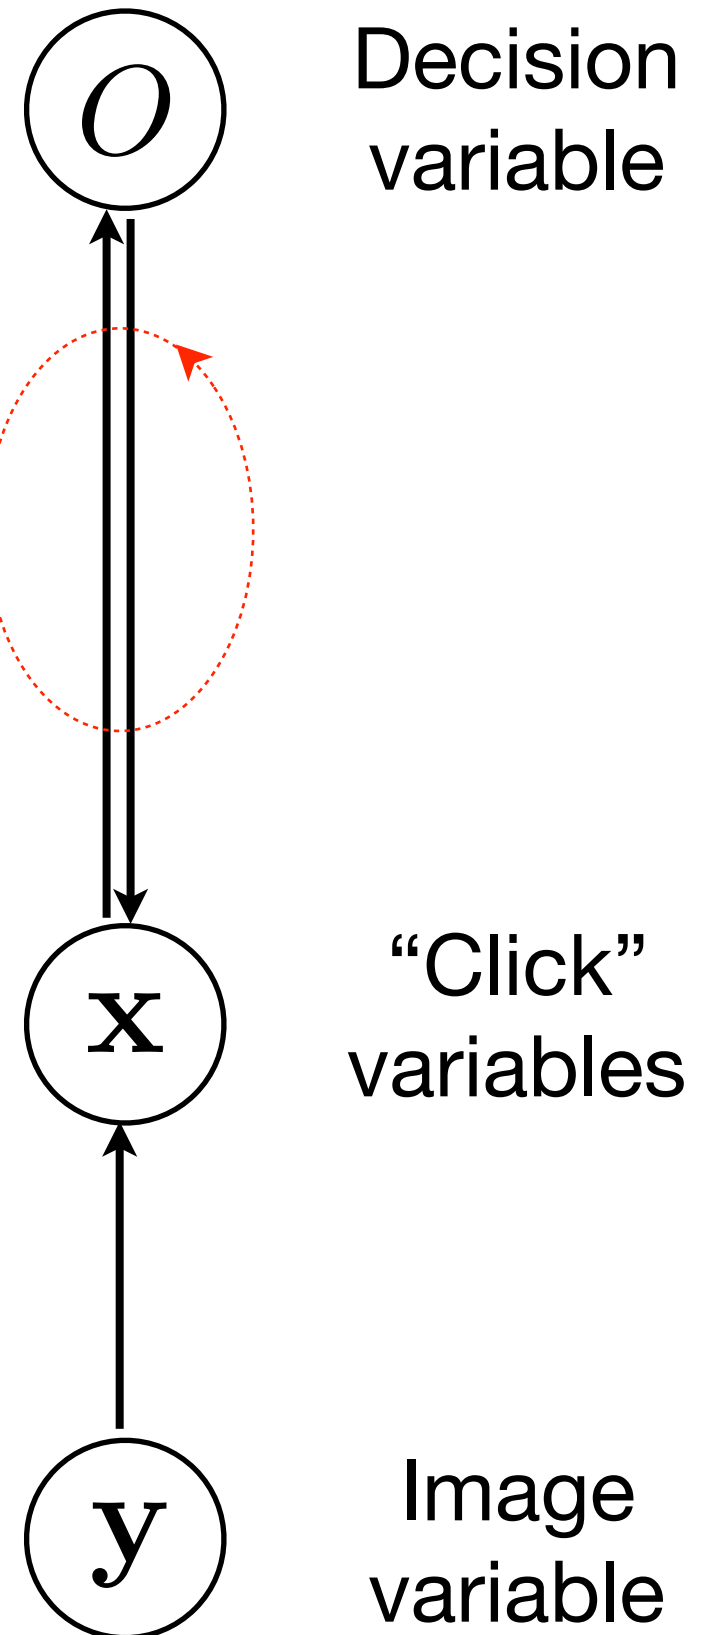 O
Decision
variable
x
“Click”
variables
y
Image
variable